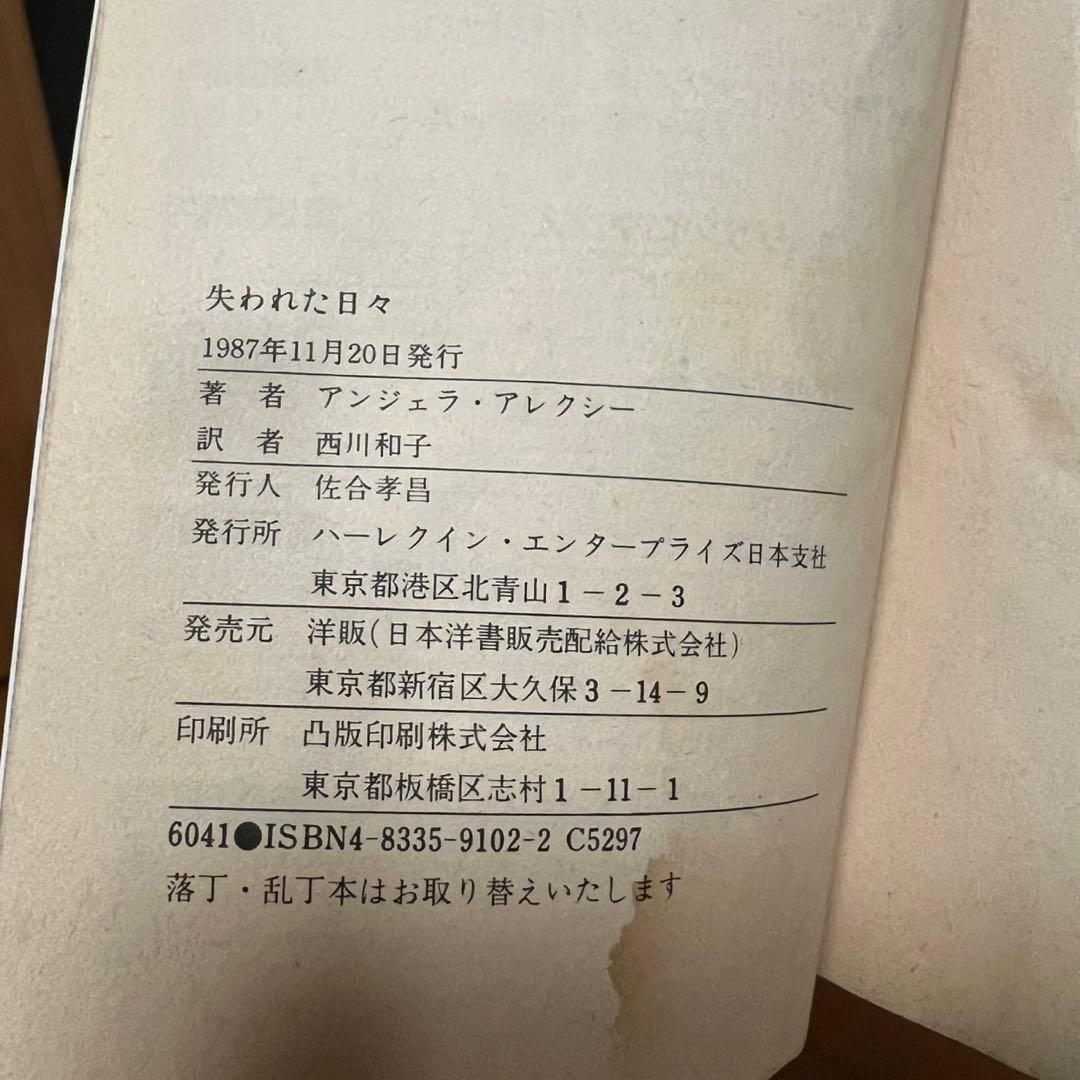 失われた日々
1987年11月20日発行
著 者 アンジェラ・アレクシー
訳 者 西川和子
発行人 佐合孝昌
発行所 ハーレクイン・エンタープライズ日本支社
東京都港区北青山1-2-3
発売元 洋販(日本洋書販売配給株式会社)
東京都新宿区大久保3-14-9
印刷所 凸版印刷株式会社
東京都板橋区志村1-11-1
6041●ISBN4-8335-9102-2 C5297
落丁・乱丁本はお取り替えいたします